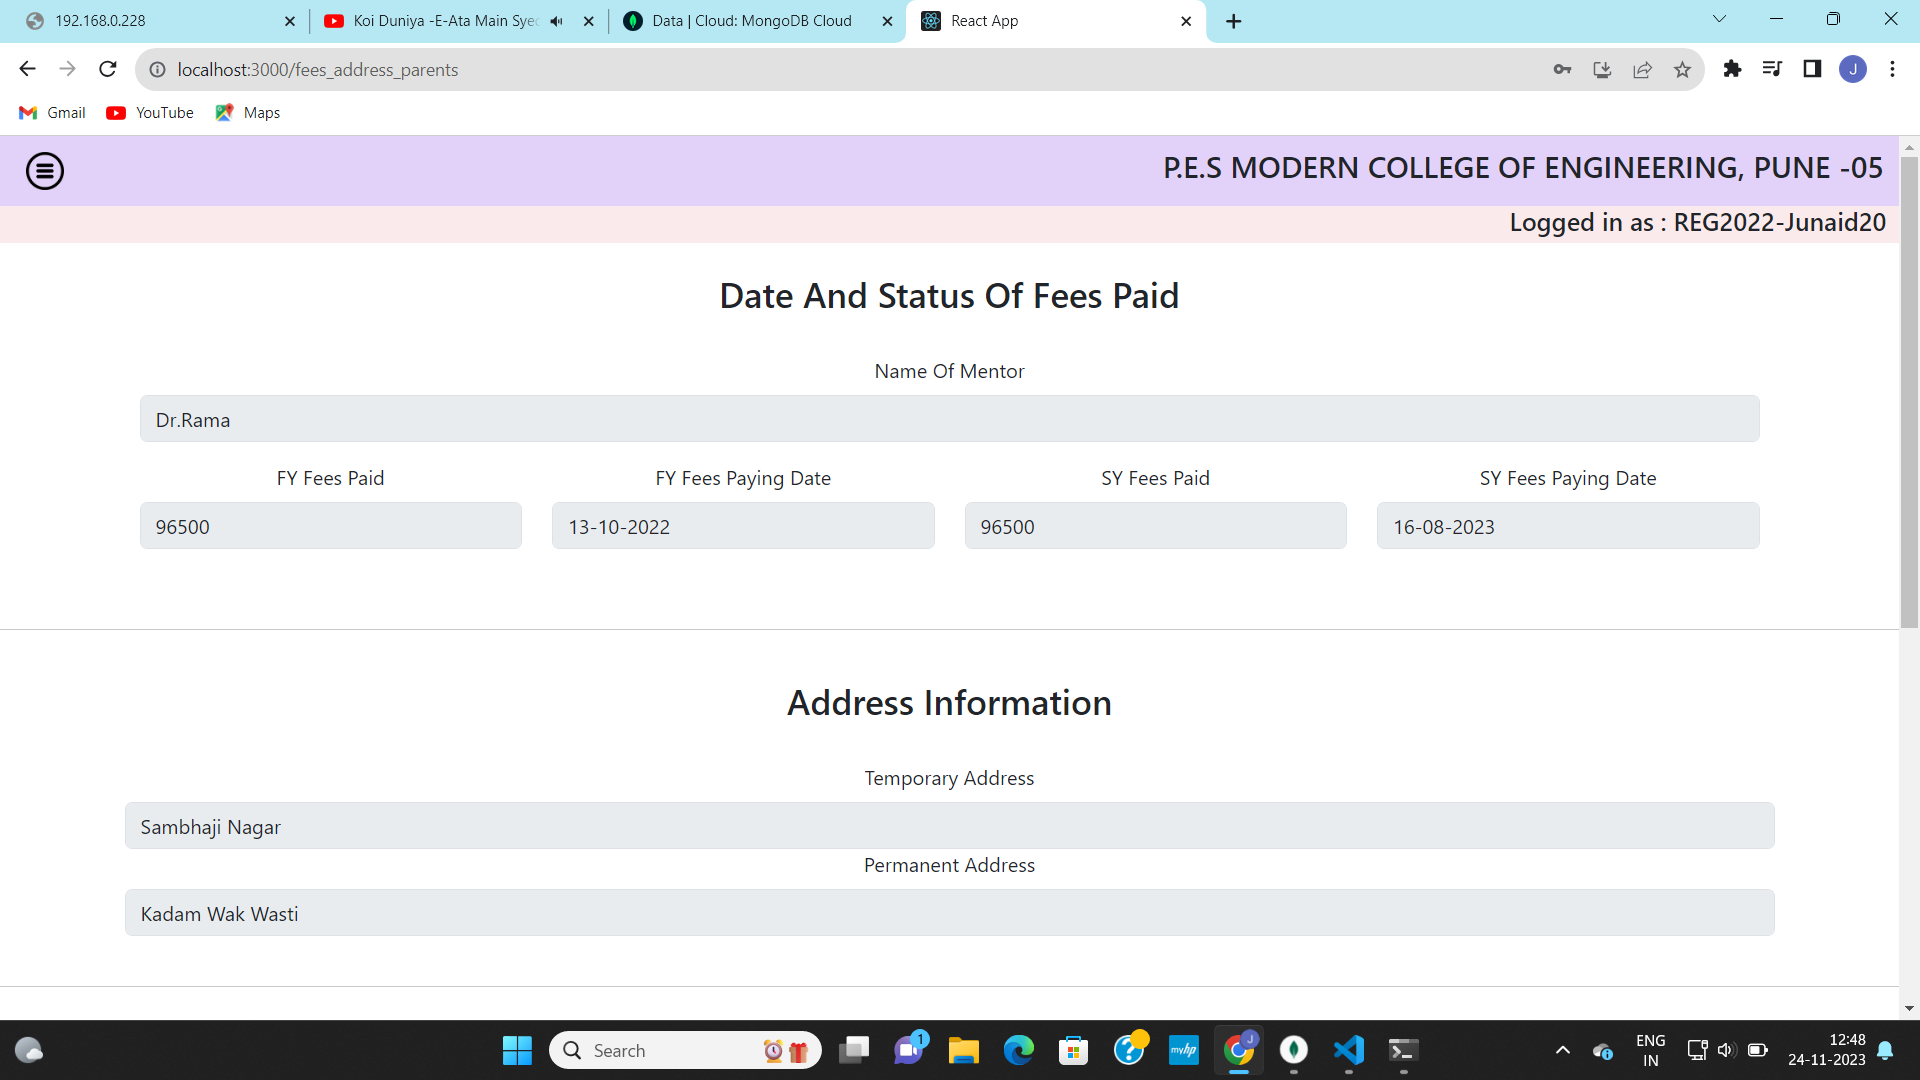 192.168.0.228
Koi Duniya -E-Ata Main Syed
Data | Cloud: MongoDB Cloud
React App
localhost:3000/fees_address_parents
J
Gmail
YouTube
Maps
P.E.S MODERN COLLEGE OF ENGINEERING, PUNE -05
Logged in as : REG2022-Junaid20
Date And Status Of Fees Paid
Name Of Mentor
Dr.Rama
FY Fees Paid FY Fees Paying Date SY Fees Paid SY Fees Paying Date
96500 13-10-2022 96500 16-08-2023
Address Information
Temporary Address
Sambhaji Nagar
Permanent Address
Kadam Wak Wasti
Search
1
myhp
J
ENG
IN
12:48
24-11-2023